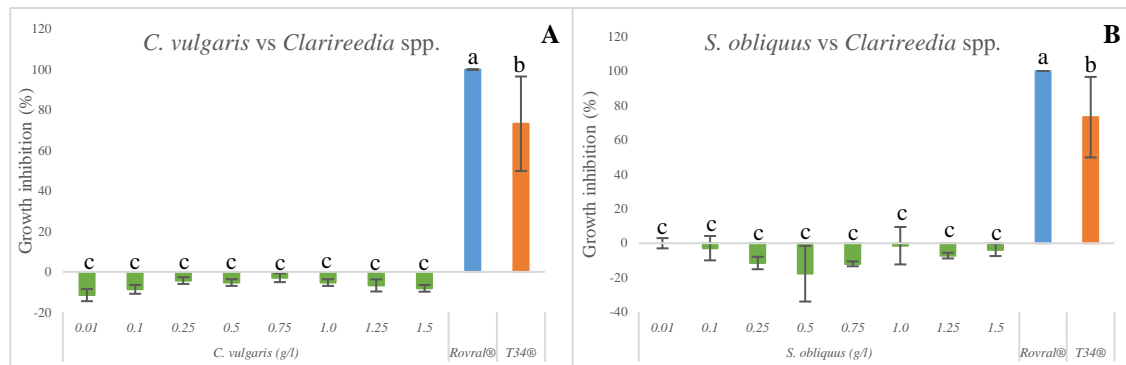 C. vulgaris vs Clarireedia spp.
A
Growth inhibition (%)
120
100
80
60
40
20
0
-20
c c c c c c c c a b
0.01 0.1 0.25 0.5 0.75 1.0 1.25 1.5
C. vulgaris (g/l) Rovral® T34®
S. obliquus vs Clarireedia spp.
B
Growth inhibition (%)
120
100
80
60
40
20
0
-20
-40
c c c c c c c c a b
0.01 0.1 0.25 0.5 0.75 1.0 1.25 1.5
S. obliquus (g/l) Rovral® T34®